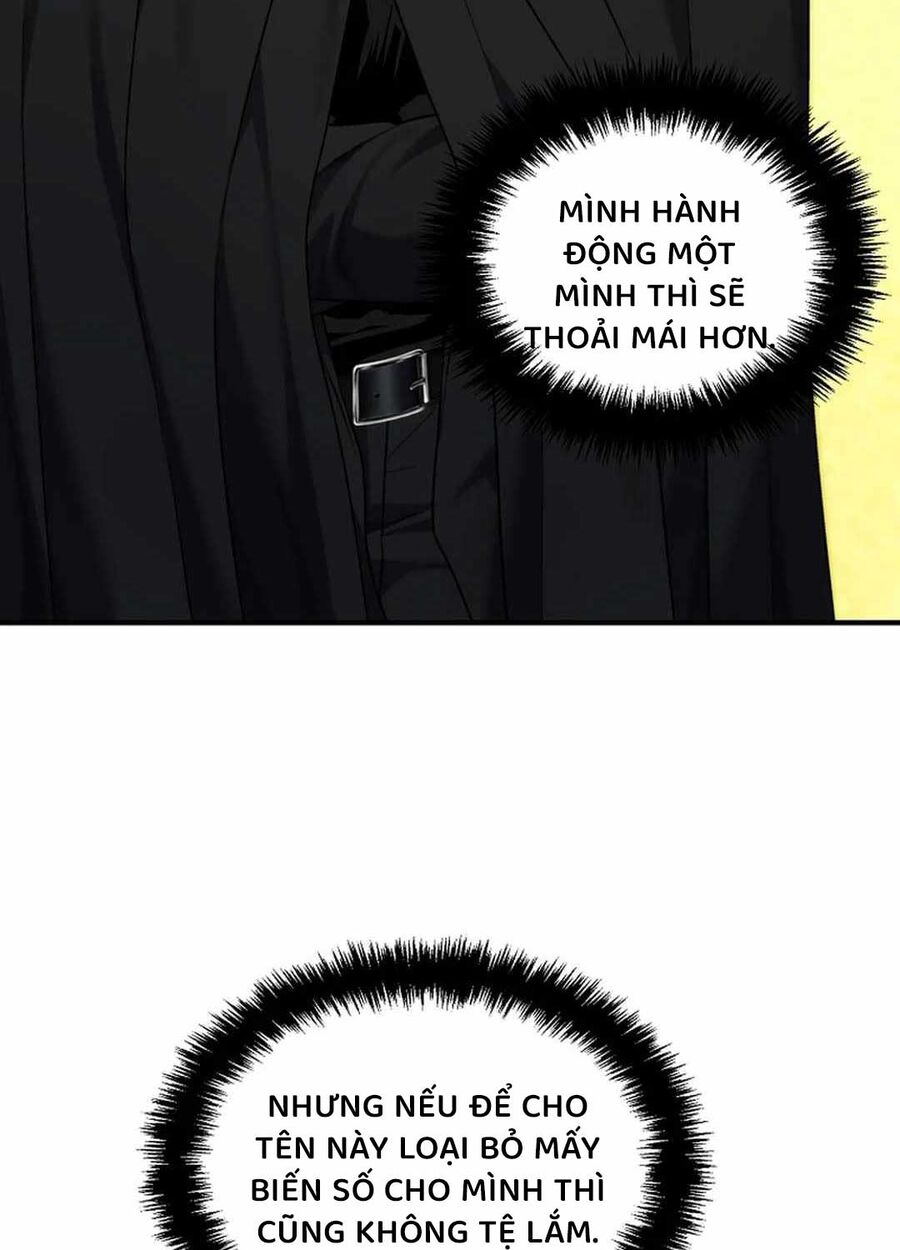 MÌNH HÀNH
ĐỘNG MỘT
MÌNH THÌ SẼ
THOẢI MÁI HƠN.
NHƯNG NẾU ĐỂ CHO
TÊN NÀY LOẠI BỎ MẤY
BIẾN SỐ CHO MÌNH THÌ
CŨNG KHÔNG TỆ LẮM.